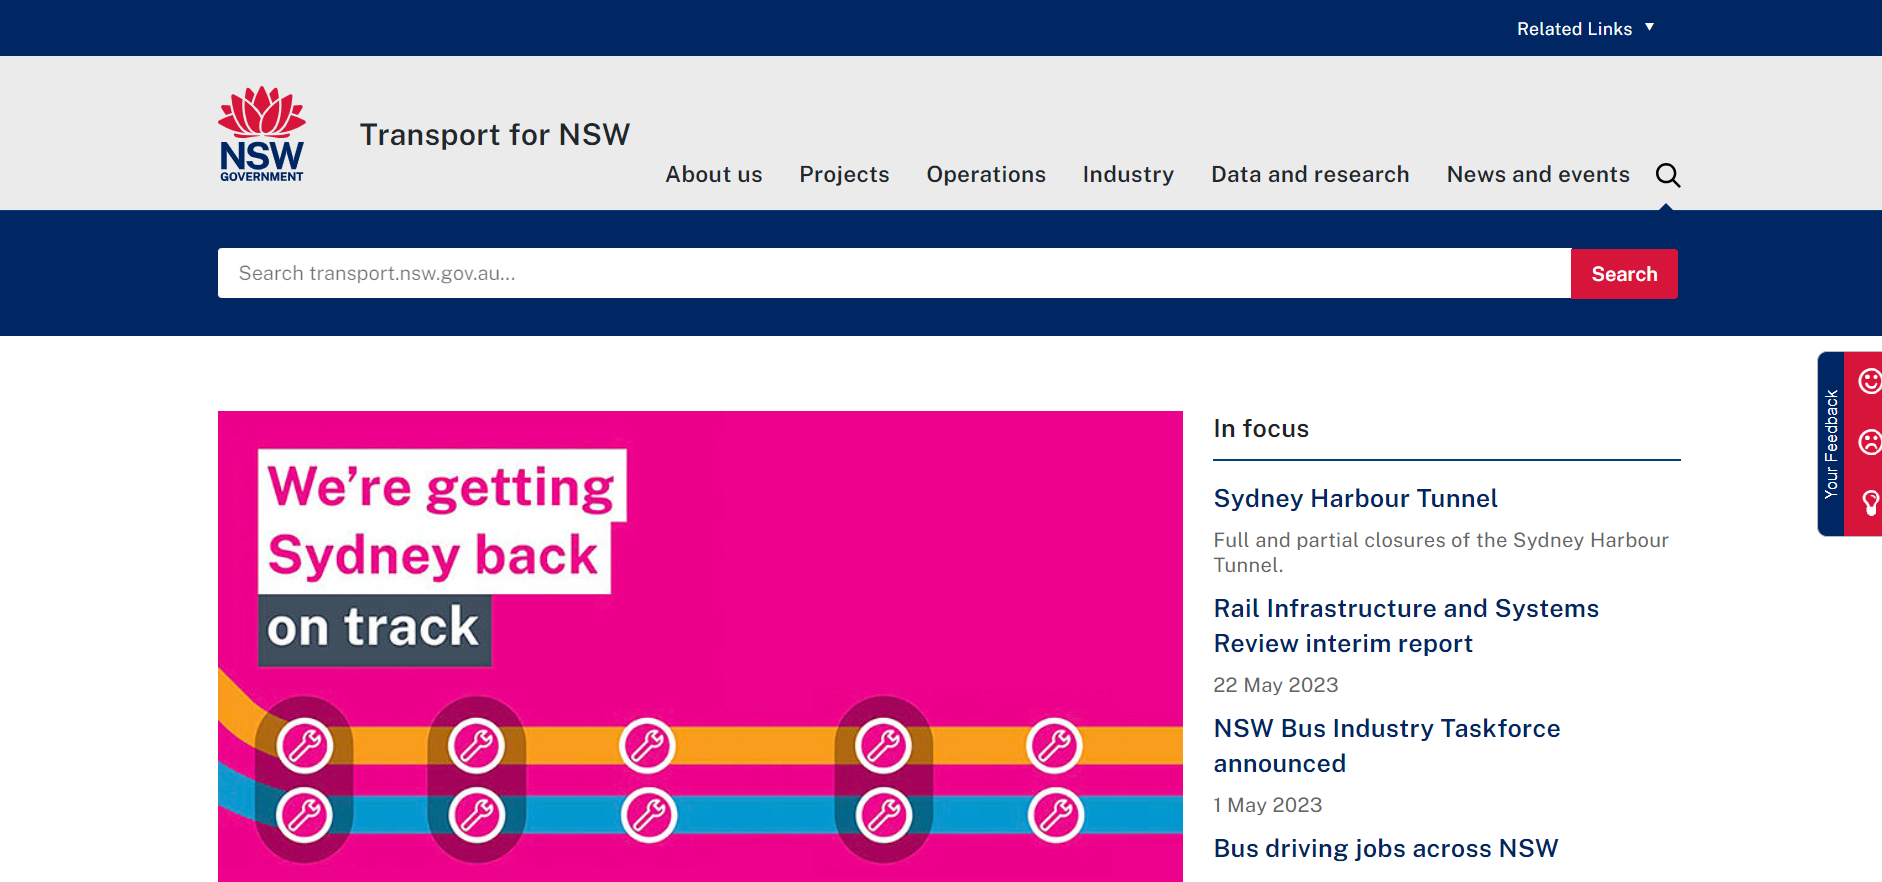 Related Links
NSW
GOVERNMENT
Transport for NSW
About us
Projects
Operations
Industry
Data and research
News and events
Search transport.nsw.gov.au...
Search
We're getting
Sydney back
on track
In focus
Sydney Harbour Tunnel
Full and partial closures of the Sydney Harbour
Tunnel.
Rail Infrastructure and Systems
Review interim report
22 May 2023
NSW Bus Industry Taskforce
announced
1 May 2023
Bus driving jobs across NSW
Your Feedback